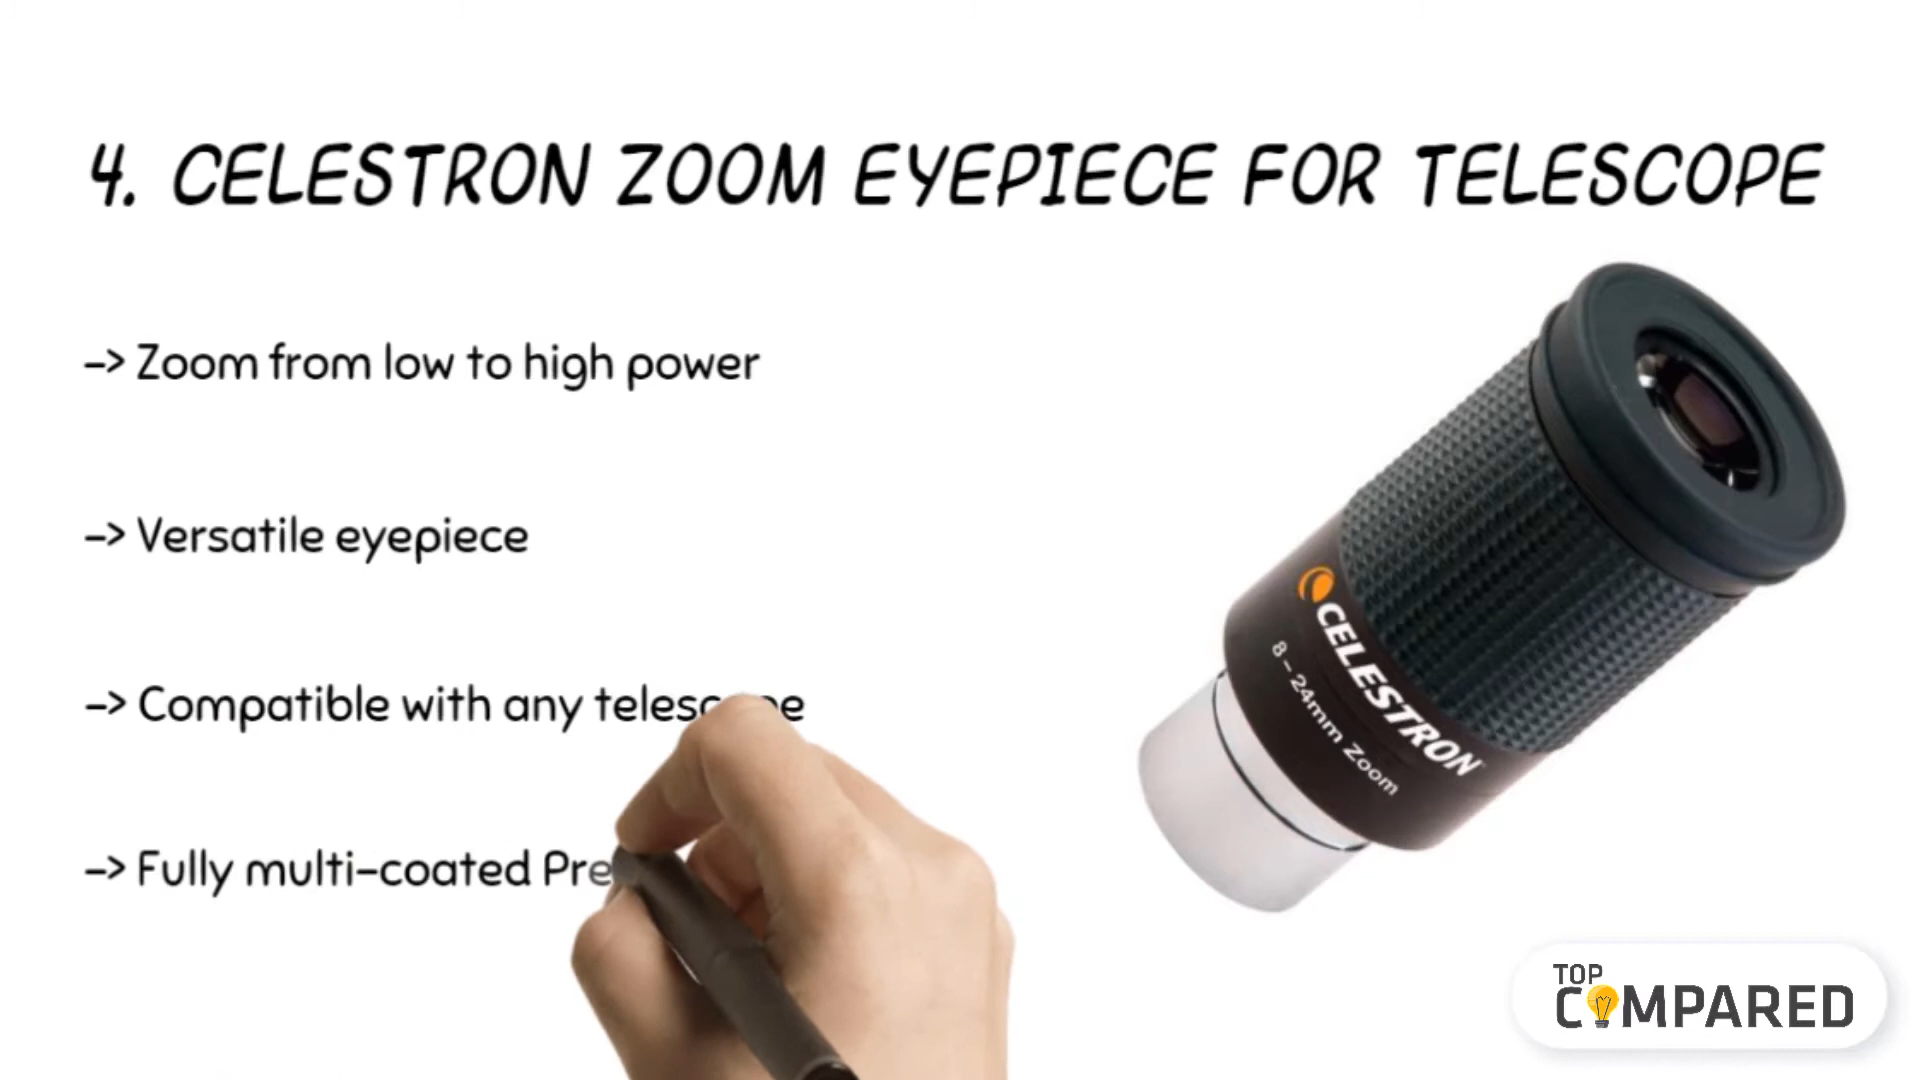 4. CELESTRON ZOOM EYEPIECE FOR TELESCOPE
-> Zoom from low to high power
-> Versatile eyepiece
-> Compatible with any telescope
-> Fully multi-coated Pre
CELESTRON
8-24mm Zoom
TOP
COMPARED